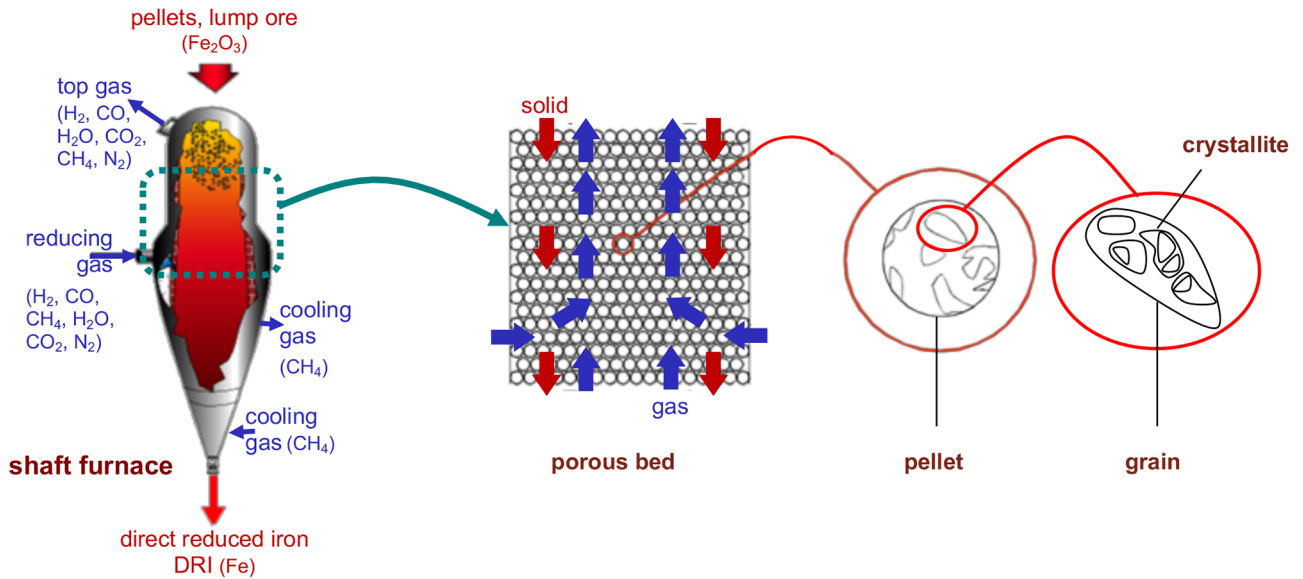 pellets, lump ore
(Fe₂O₃)
top gas
(H₂, CO,
H₂O, CO₂,
CH₄, N₂)
reducing
gas
(H₂, CO,
CH₄, H₂O,
CO₂, N₂)
cooling
gas
(CH₄)
cooling
gas (CH₄)
shaft furnace
direct reduced iron
DRI (Fe)
solid
gas
porous bed
pellet
crystallite
grain